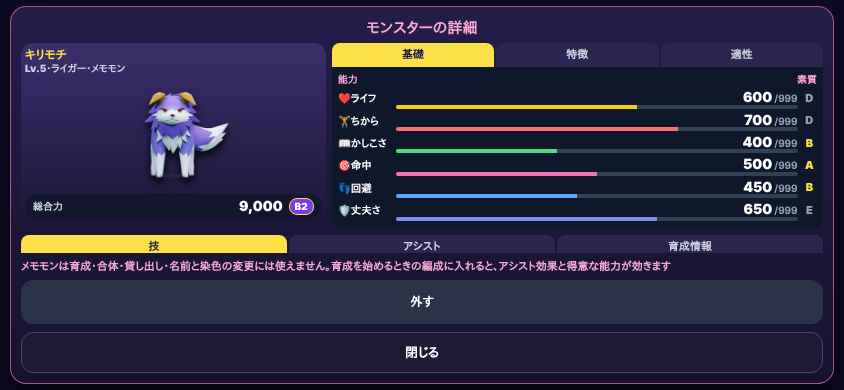 モンスターの詳細
キリモチ
Lv.5・ライガー・メモモン
総合力 9,000 B2
基礎 特徴 適性
能力 素質
ライフ 600/999 D
ちから 700/999 D
かしこさ 400/999 B
命中 500/999 A
回避 450/999 B
丈夫さ 650/999 E
技 アシスト 育成情報
メモモンは育成・合体・貸し出し・名前と染色の変更には使えません。育成を始めるときの編成に入れると、アシスト効果と得意な能力が効きます
外す
閉じる